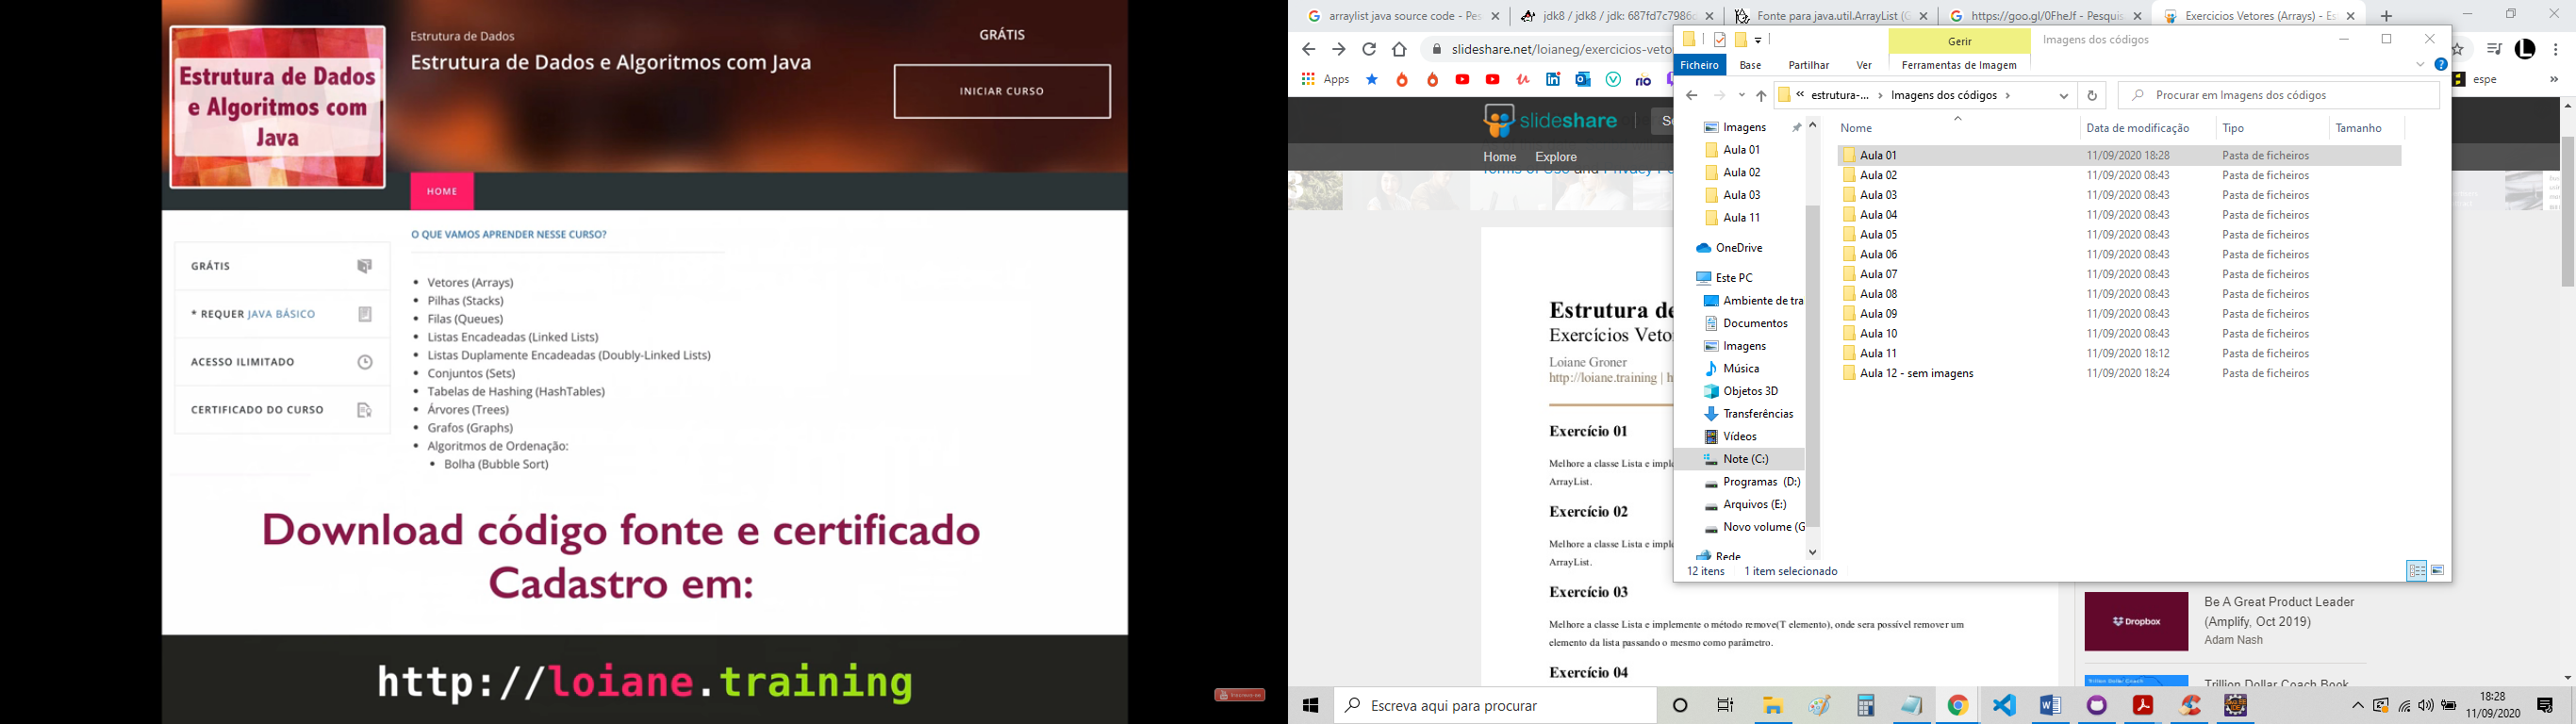 Estrutura de Dados
e Algoritmos com
Java
Estrutura de Dados
Estrutura de Dados e Algoritmos com Java
GRÁTIS
INICIAR CURSO
HOME
GRÁTIS
* REQUER JAVA BÁSICO
ACESSO ILIMITADO
CERTIFICADO DO CURSO
O QUE VAMOS APRENDER NESSE CURSO?
Vetores (Arrays)
Pilhas (Stacks)
Filas (Queues)
Listas Encadeadas (Linked Lists)
Listas Duplamente Encadeadas (Doubly-Linked Lists)
Conjuntos (Sets)
Tabelas de Hashing (HashTables)
Árvores (Trees)
Grafos (Graphs)
Algoritmos de Ordenação:
Bolha (Bubble Sort)
Download código fonte e certificado
Cadastro em:
http://loiane.training
arraylist java source code - Pes
jdk8 / jdk8 / jdk: 687fd7c7986d
Fonte para java.util.ArrayList (G
https://goo.gl/0FheJf - Pesquis
Exercicios Vetores (Arrays) - Es
slideshare.net/loianeg/exercicios-veto
Apps
rio
espe
slideshare
Home Explore
Estrutura de
Exercícios Veto
Loiane Groner
http://loiane.training | h
Exercício 01
Melhore a classe Lista e imple
ArrayList.
Exercício 02
Melhore a classe Lista e imple
ArrayList.
Exercício 03
Melhore a classe Lista e implemente o método remove(T elemento), onde sera possível remover um
elemento da lista passando o mesmo como parâmetro.
Exercício 04
Gerir
Imagens dos códigos
Ficheiro Base Partilhar Ver Ferramentas de Imagem
« estrutura-... › Imagens dos códigos ›
Procurar em Imagens dos códigos
Imagens
Aula 01
Aula 02
Aula 03
Aula 11
OneDrive
Este PC
Ambiente de tra
Documentos
Imagens
Música
Objetos 3D
Transferências
Vídeos
Note (C:)
Programas (D:)
Arquivos (E:)
Novo volume (G
Rede
Nome Data de modificação Tipo Tamanho
Aula 01 11/09/2020 18:28 Pasta de ficheiros
Aula 02 11/09/2020 08:43 Pasta de ficheiros
Aula 03 11/09/2020 08:43 Pasta de ficheiros
Aula 04 11/09/2020 08:43 Pasta de ficheiros
Aula 05 11/09/2020 08:43 Pasta de ficheiros
Aula 06 11/09/2020 08:43 Pasta de ficheiros
Aula 07 11/09/2020 08:43 Pasta de ficheiros
Aula 08 11/09/2020 08:43 Pasta de ficheiros
Aula 09 11/09/2020 08:43 Pasta de ficheiros
Aula 10 11/09/2020 08:43 Pasta de ficheiros
Aula 11 11/09/2020 18:12 Pasta de ficheiros
Aula 12 - sem imagens 11/09/2020 18:24 Pasta de ficheiros
12 itens 1 item selecionado
Dropbox
Be A Great Product Leader
(Amplify, Oct 2019)
Adam Nash
Trillion Dollar Coach Book
Escreva aqui para procurar
18:28
11/09/2020